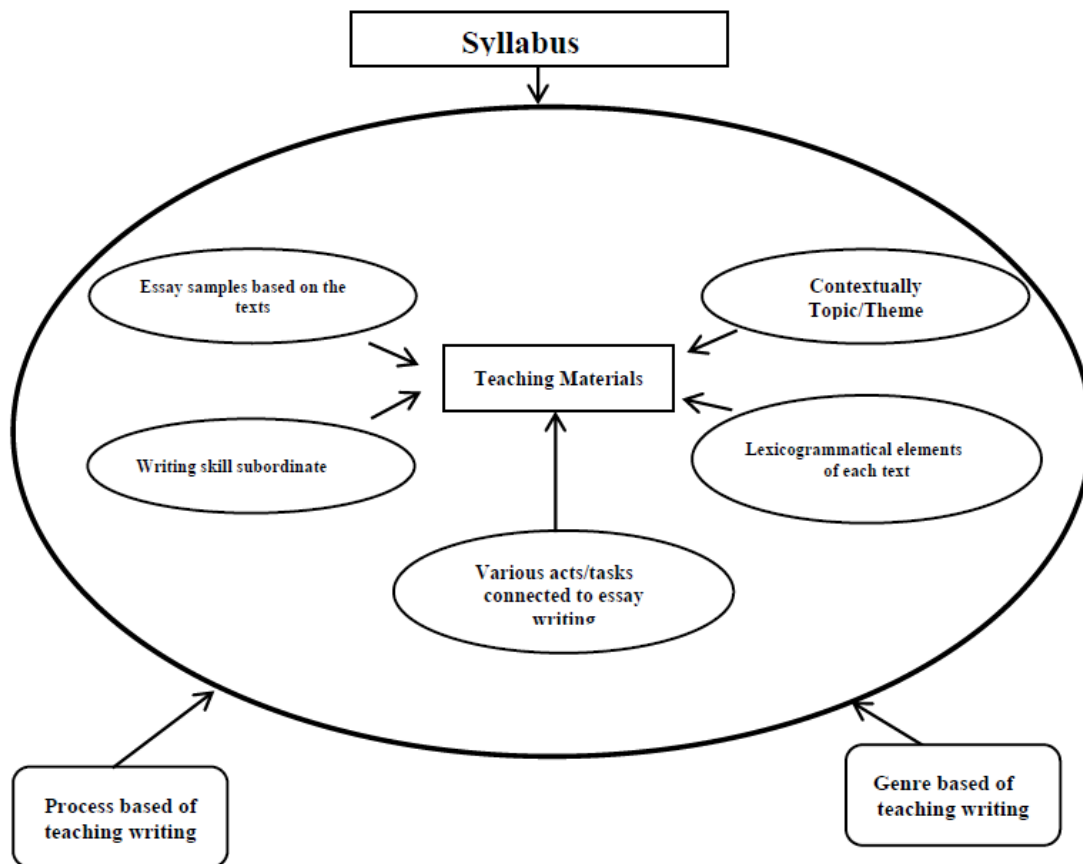 Syllabus
Essay samples based on the
texts
Contextually
Topic/Theme
Teaching Materials
Writing skill subordinate
Lexicogrammatical elements
of each text
Various acts/tasks
connected to essay
writing
Process based of
teaching writing
Genre based of
teaching writing